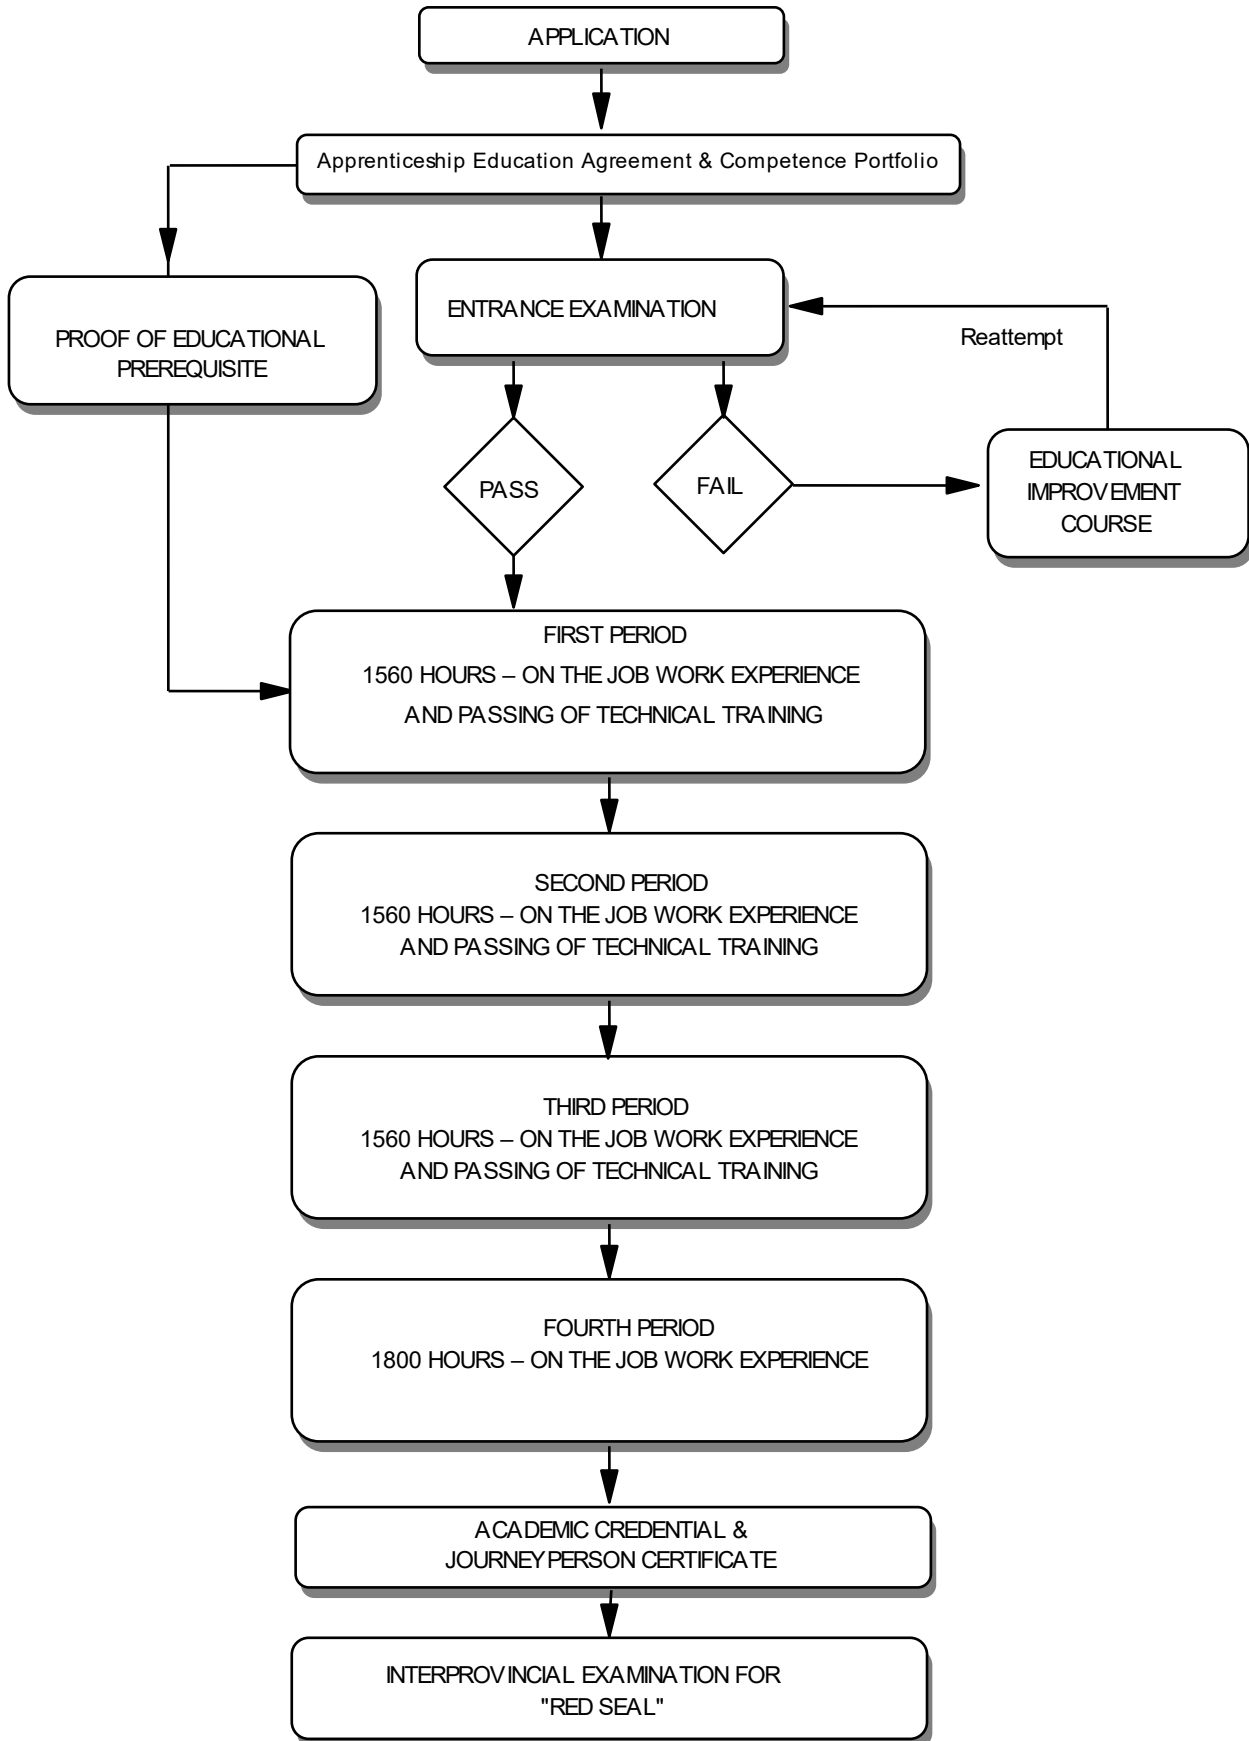 APPLICATION
Apprenticeship Education Agreement & Competence Portfolio
ENTRANCE EXAMINATION
PROOF OF EDUCATIONAL
PREREQUISITE
Reattempt
PASS
FAIL
EDUCATIONAL
IMPROVEMENT
COURSE
FIRST PERIOD
1560 HOURS – ON THE JOB WORK EXPERIENCE
AND PASSING OF TECHNICAL TRAINING
SECOND PERIOD
1560 HOURS – ON THE JOB WORK EXPERIENCE
AND PASSING OF TECHNICAL TRAINING
THIRD PERIOD
1560 HOURS – ON THE JOB WORK EXPERIENCE
AND PASSING OF TECHNICAL TRAINING
FOURTH PERIOD
1800 HOURS – ON THE JOB WORK EXPERIENCE
ACADEMIC CREDENTIAL &
JOURNEYPERSON CERTIFICATE
INTERPROVINCIAL EXAMINATION FOR
"RED SEAL"